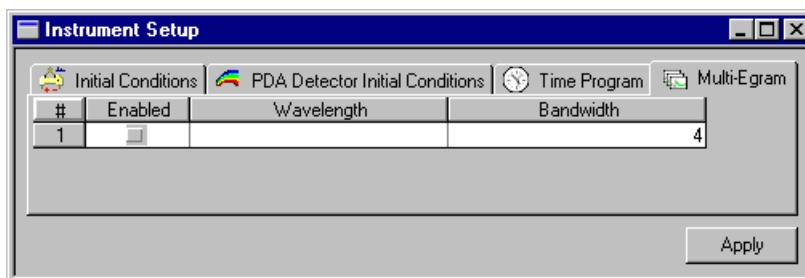 Instrument Setup
Initial Conditions PDA Detector Initial Conditions Time Program Multi-Egram
# Enabled Wavelength Bandwidth
1 4
Apply